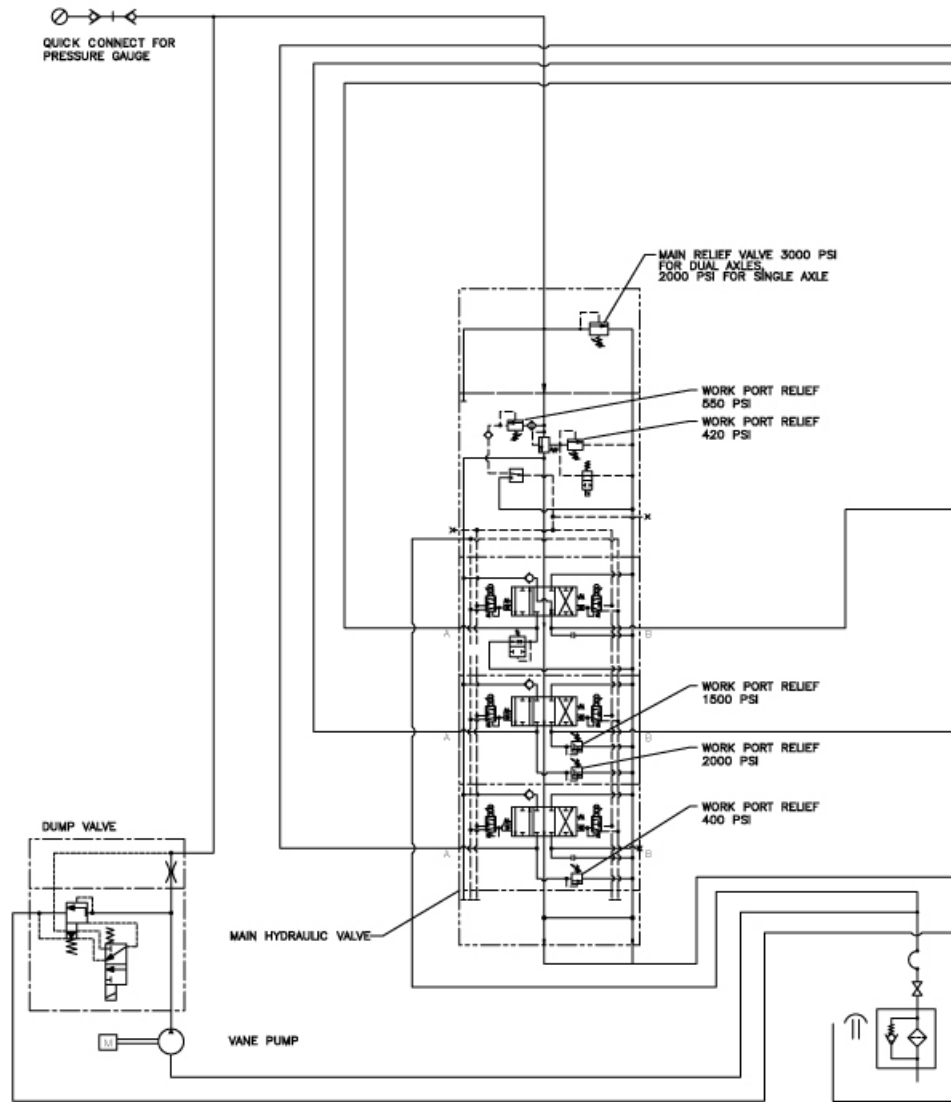 QUICK CONNECT FOR
PRESSURE GAUGE
MAIN RELIEF VALVE 3000 PSI
FOR DUAL AXLES,
2000 PSI FOR SINGLE AXLE
WORK PORT RELIEF
550 PSI
WORK PORT RELIEF
420 PSI
A
B
WORK PORT RELIEF
1500 PSI
A
B
WORK PORT RELIEF
2000 PSI
WORK PORT RELIEF
400 PSI
DUMP VALVE
A
B
MAIN HYDRAULIC VALVE
M
VANE PUMP